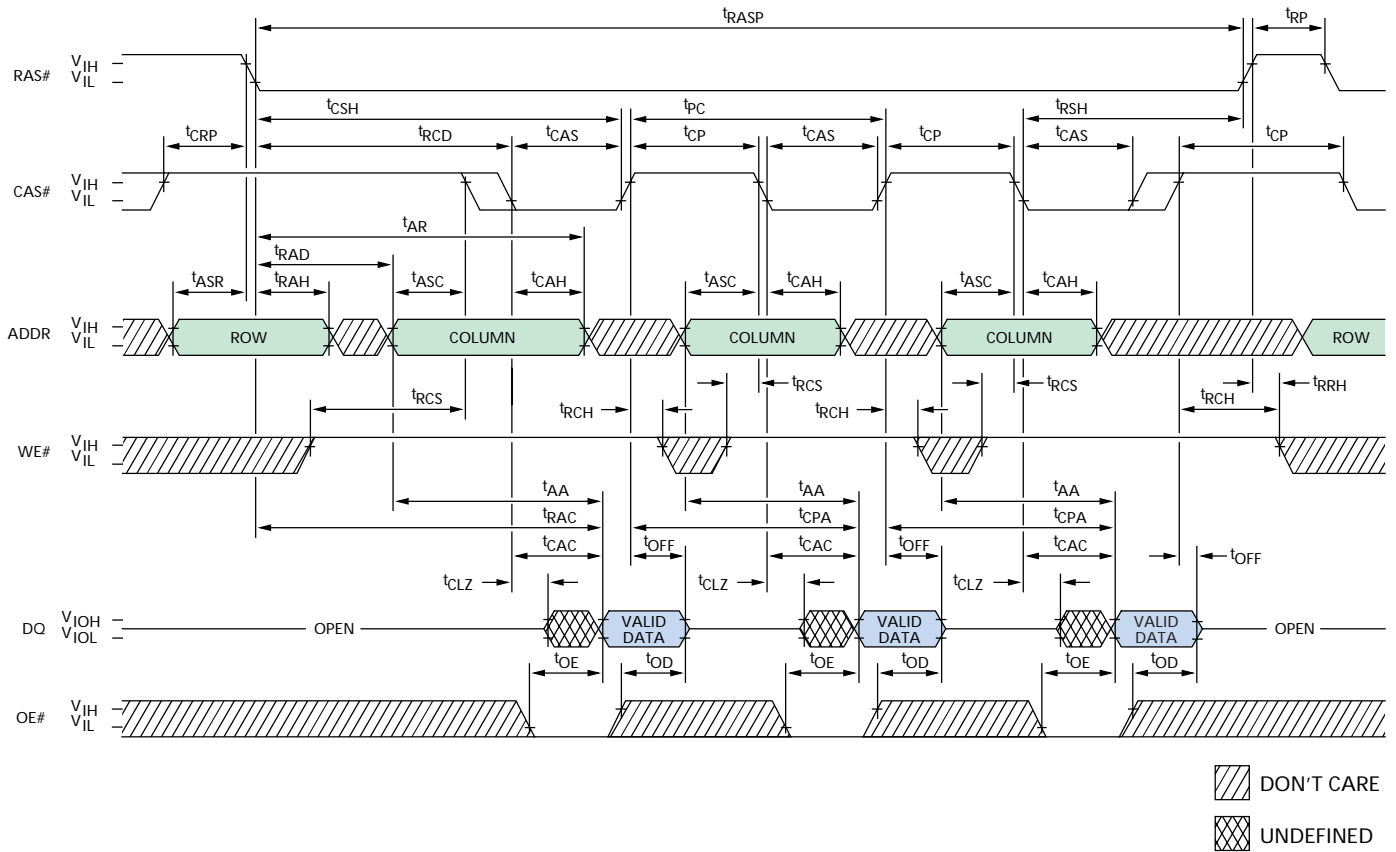 tRASP tRP
RAS# VIH
VIL
tCSH tPC tRSH
tCRP tRCD tCAS tCP tCAS tCP tCAS tCP
CAS# VIH
VIL
tAR
tRAD
tASR tRAH tASC tCAH tASC tCAH tASC tCAH
ADDR VIH
VIL
ROW COLUMN COLUMN COLUMN ROW
tRCS tRCS tRRH
tRCS tRCH tRCH tRCH
WE# VIH
VIL
tAA tAA tAA
tRAC tCPA tCPA
tCAC tOFF tCAC tOFF tCAC tOFF
tCLZ tCLZ tCLZ
DQ VIOH
VIOL
OPEN VALID DATA VALID DATA VALID DATA OPEN
tOE tOD tOE tOD tOE tOD
OE# VIH
VIL
DON'T CARE
UNDEFINED